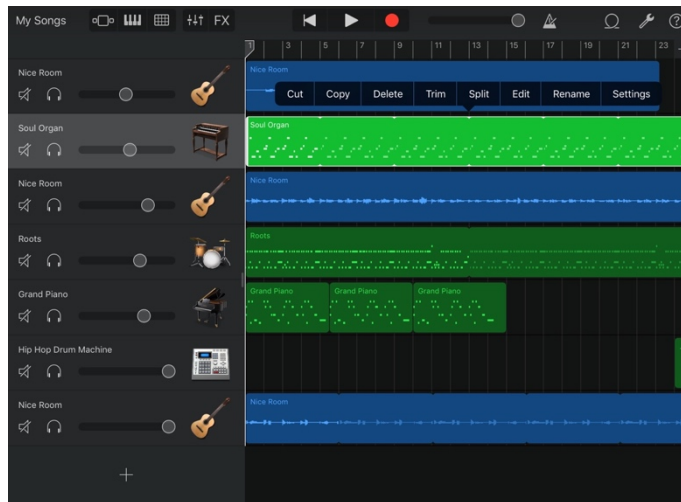 My Songs FX
1 3 5 7 9 11 13 15 17 19 21 23
Nice Room
Nice Room
Cut Copy Delete Trim Split Edit Rename Settings
Soul Organ
Soul Organ
Nice Room
Nice Room
Roots
Roots
Grand Piano
Grand Piano Grand Piano Grand Piano
Hip Hop Drum Machine
Nice Room
Nice Room